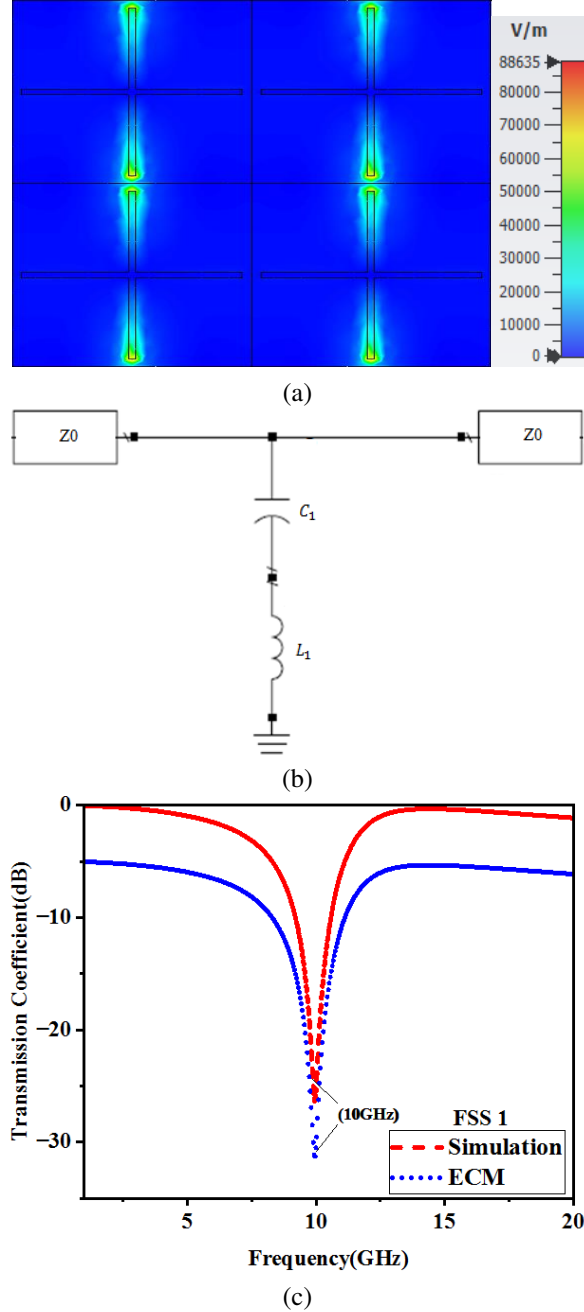 V/m
88635
80000
70000
60000
50000
40000
30000
20000
10000
0
(a)
Z0
Z0
C₁
L₁
(b)
0
−10
−20
−30
Transmission Coefficient(dB)
(10GHz)
FSS 1
Simulation
ECM
5
10
15
20
Frequency(GHz)
(c)